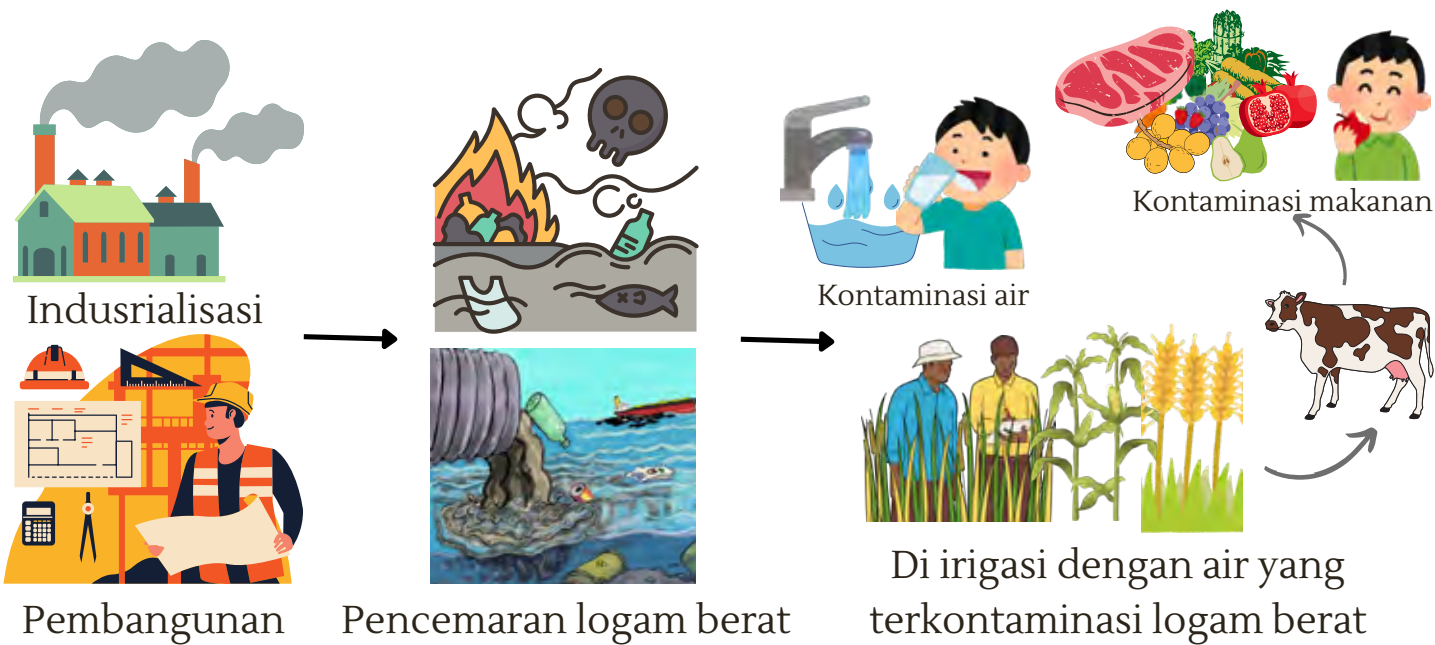 Indusrialisasi
Pembangunan
Pencemaran logam berat
Kontaminasi air
Di irigasi dengan air yang
terkontaminasi logam berat
Kontaminasi makanan